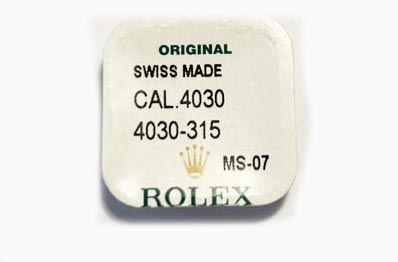 ORIGINAL
SWISS MADE
CAL.4030
4030-315
MS-07
ROLEX